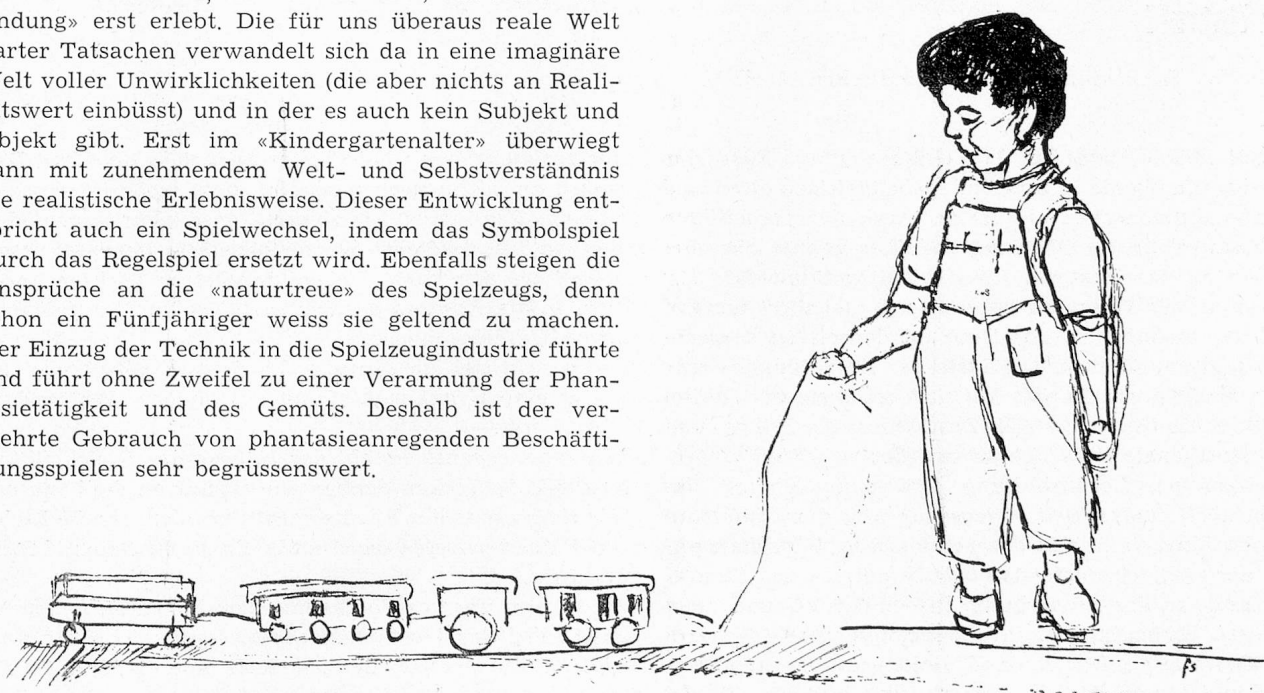 ndung» erst erlebt. Die für uns überaus reale Welt
arter Tatsachen verwandelt sich da in eine imaginäre
Welt voller Unwirklichkeiten (die aber nichts an Reali-
tswert einbüsst) und in der es auch kein Subjekt und
bjekt gibt. Erst im «Kindergartenalter» überwiegt
ann mit zunehmendem Welt- und Selbstverständnis
e realistische Erlebnisweise. Dieser Entwicklung ent-
pricht auch ein Spielwechsel, indem das Symbolspiel
urch das Regelspiel ersetzt wird. Ebenfalls steigen die
nsprüche an die «naturtreue» des Spielzeugs, denn
chon ein Fünfjähriger weiss sie geltend zu machen.
er Einzug der Technik in die Spielzeugindustrie führte
nd führt ohne Zweifel zu einer Verarmung der Phan-
sietätigkeit und des Gemüts. Deshalb ist der ver-
ehrte Gebrauch von phantasieanregenden Beschäfti-
ungsspielen sehr begrüssenswert.
fs